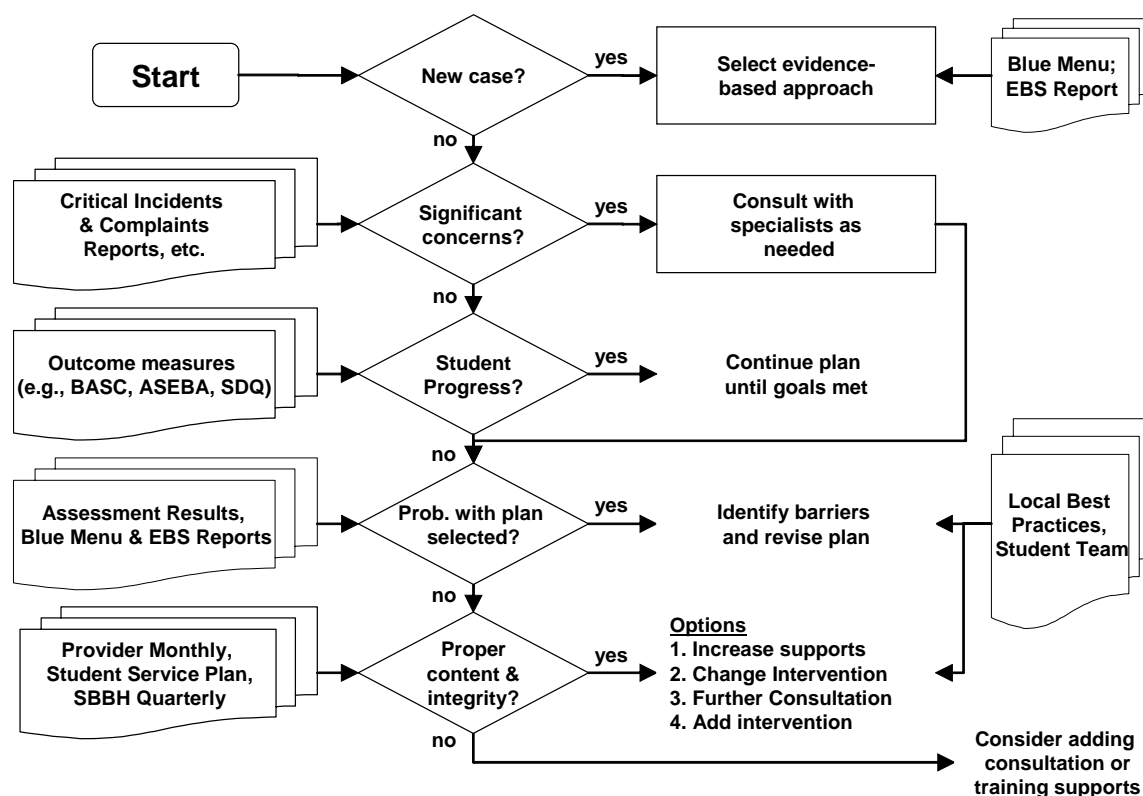 Start
New case?
yes
Select evidence-
based approach
Blue Menu;
EBS Report
no
Critical Incidents
& Complaints
Reports, etc.
Significant
concerns?
yes
Consult with
specialists as
needed
no
Outcome measures
(e.g., BASC, ASEBA, SDQ)
Student
Progress?
yes
Continue plan
until goals met
no
Assessment Results,
Blue Menu & EBS Reports
Prob. with plan
selected?
yes
Identify barriers
and revise plan
Local Best
Practices,
Student Team
no
Provider Monthly,
Student Service Plan,
SBBH Quarterly
Proper
content &
integrity?
yes
Options
1. Increase supports
2. Change Intervention
3. Further Consultation
4. Add intervention
no
Consider adding
consultation or
training supports